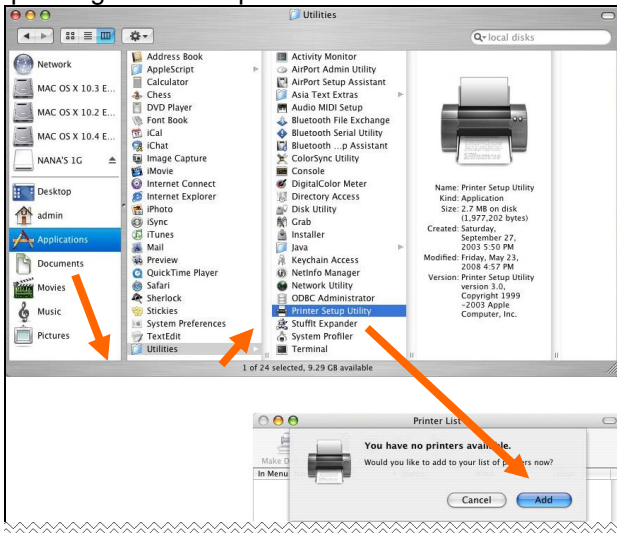 Utilities
local disks
Network
MAC OS X 10.3 E...
MAC OS X 10.2 E...
MAC OS X 10.4 E...
NANA'S 1G
Desktop
admin
Applications
Documents
Movies
Music
Pictures
Address Book
AppleScript
Calculator
Chess
DVD Player
Font Book
iCal
iChat
Image Capture
iMovie
Internet Connect
Internet Explorer
iPhoto
iSync
iTunes
Mail
Preview
QuickTime Player
Safari
Sherlock
Stickies
System Preferences
TextEdit
Utilities
Activity Monitor
AirPort Admin Utility
AirPort Setup Assistant
Asia Text Extras
Audio MIDI Setup
Bluetooth File Exchange
Bluetooth Serial Utility
Bluetooth ...p Assistant
ColorSync Utility
Console
DigitalColor Meter
Directory Access
Disk Utility
Grab
Installer
Java
Keychain Access
NetInfo Manager
Network Utility
ODBC Administrator
Printer Setup Utility
StuffIt Expander
System Profiler
Terminal
Name: Printer Setup Utility
Kind: Application
Size: 2.7 MB on disk
(1,977,202 bytes)
Created: Saturday,
September 27,
2003 5:50 PM
Modified: Friday, May 23,
2008 4:57 PM
Version: Printer Setup Utility
version 3.0,
Copyright 1999
-2003 Apple
Computer, Inc.
1 of 24 selected, 9.29 GB available
Printer List
You have no printers available.
Would you like to add to your list of printers now?
Make D
In Menu
Cancel
Add